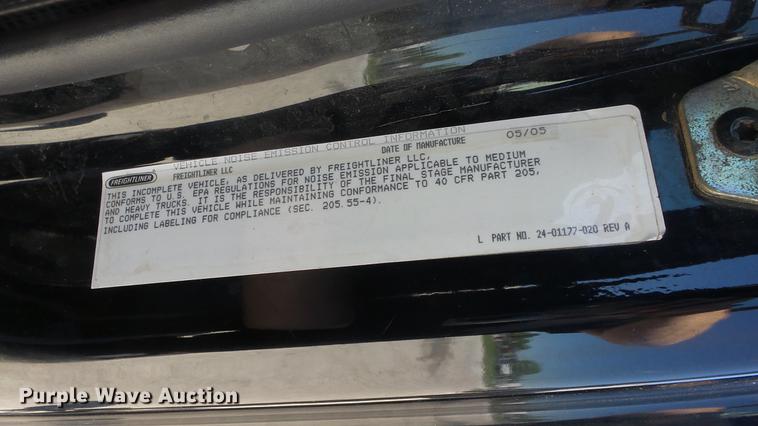 VEHICLE NOISE EMISSION CONTROL INFORMATION 05/05
FREIGHTLINER FREIGHTLINER LLC DATE OF MANUFACTURE
THIS INCOMPLETE VEHICLE, AS DELIVERED BY FREIGHTLINER LLC,
CONFORMS TO U.S. EPA REGULATIONS FOR NOISE EMISSION APPLICABLE TO MEDIUM
AND HEAVY TRUCKS. IT IS THE RESPONSIBILITY OF THE FINAL STAGE MANUFACTURER
TO COMPLETE THIS VEHICLE WHILE MAINTAINING CONFORMANCE TO 40 CFR PART 205,
INCLUDING LABELING FOR COMPLIANCE (SEC. 205.55-4).
L PART NO. 24-01177-020 REV A
Purple Wave Auction